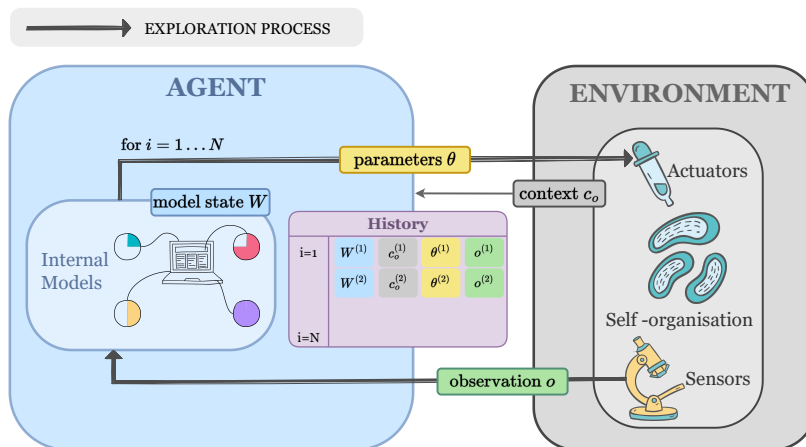 EXPLORATION PROCESS
AGENT
ENVIRONMENT
for i = 1 … N
parameters θ
Actuators
model state W
context c_o
Internal
Models
History
i=1
W^(1) c_o^(1) θ^(1) o^(1)
W^(2) c_o^(2) θ^(2) o^(2)
i=N
Self -organisation
observation o
Sensors